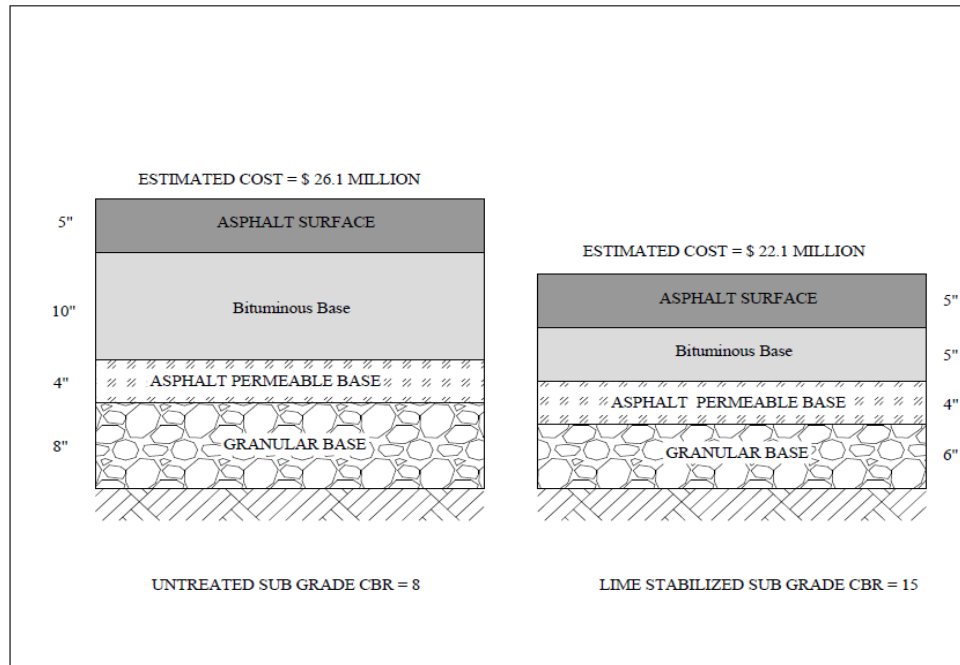 ESTIMATED COST = $ 26.1 MILLION
5"
ASPHALT SURFACE
10"
Bituminous Base
4"
ASPHALT PERMEABLE BASE
8"
GRANULAR BASE
UNTREATED SUB GRADE CBR = 8
ESTIMATED COST = $ 22.1 MILLION
ASPHALT SURFACE
5"
Bituminous Base
5"
ASPHALT PERMEABLE BASE
4"
GRANULAR BASE
6"
LIME STABILIZED SUB GRADE CBR = 15